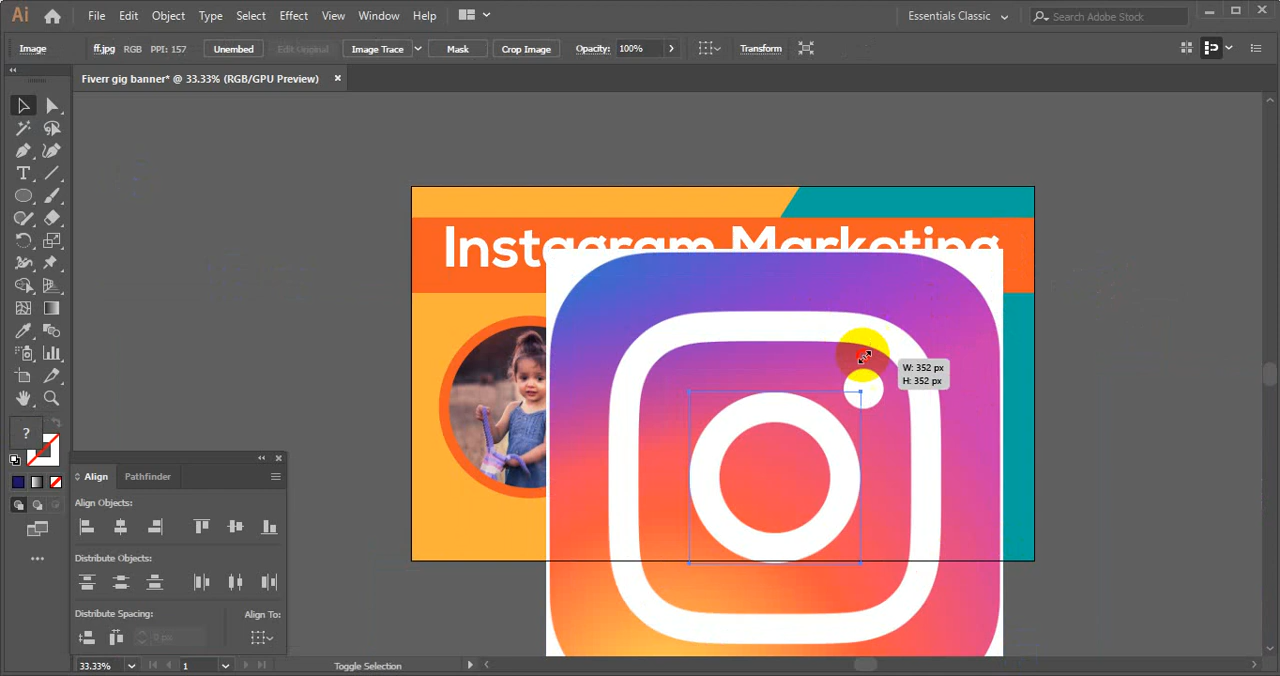 Ai File Edit Object Type Select Effect View Window Help Essentials Classic Search Adobe Stock
Image ff.jpg RGB PPI: 157 Unembed Edit Original Image Trace Mask Crop Image Opacity: 100% Transform
Fiverr gig banner* @ 33.33% (RGB/GPU Preview)
Instagram Marketing
W: 352 px
H: 352 px
?
Align Pathfinder
Align Objects:
Distribute Objects:
Distribute Spacing: Align To:
0 px
33.33% 1 Toggle Selection